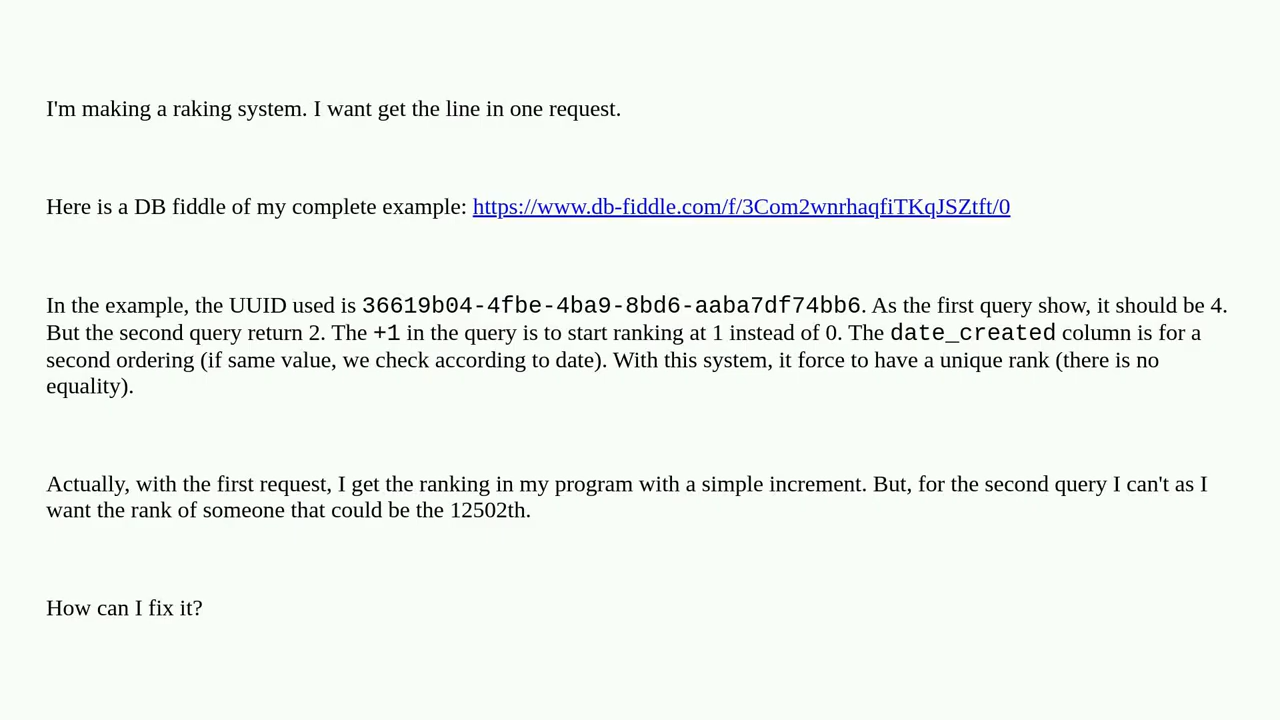 I'm making a raking system. I want get the line in one request.
Here is a DB fiddle of my complete example: https://www.db-fiddle.com/f/3Com2wnrhaqfiTKqJSZtft/0
In the example, the UUID used is 36619b04-4fbe-4ba9-8bd6-aaba7df74bb6. As the first query show, it should be 4.
But the second query return 2. The +1 in the query is to start ranking at 1 instead of 0. The date_created column is for a
second ordering (if same value, we check according to date). With this system, it force to have a unique rank (there is no
equality).
Actually, with the first request, I get the ranking in my program with a simple increment. But, for the second query I can't as I
want the rank of someone that could be the 12502th.
How can I fix it?